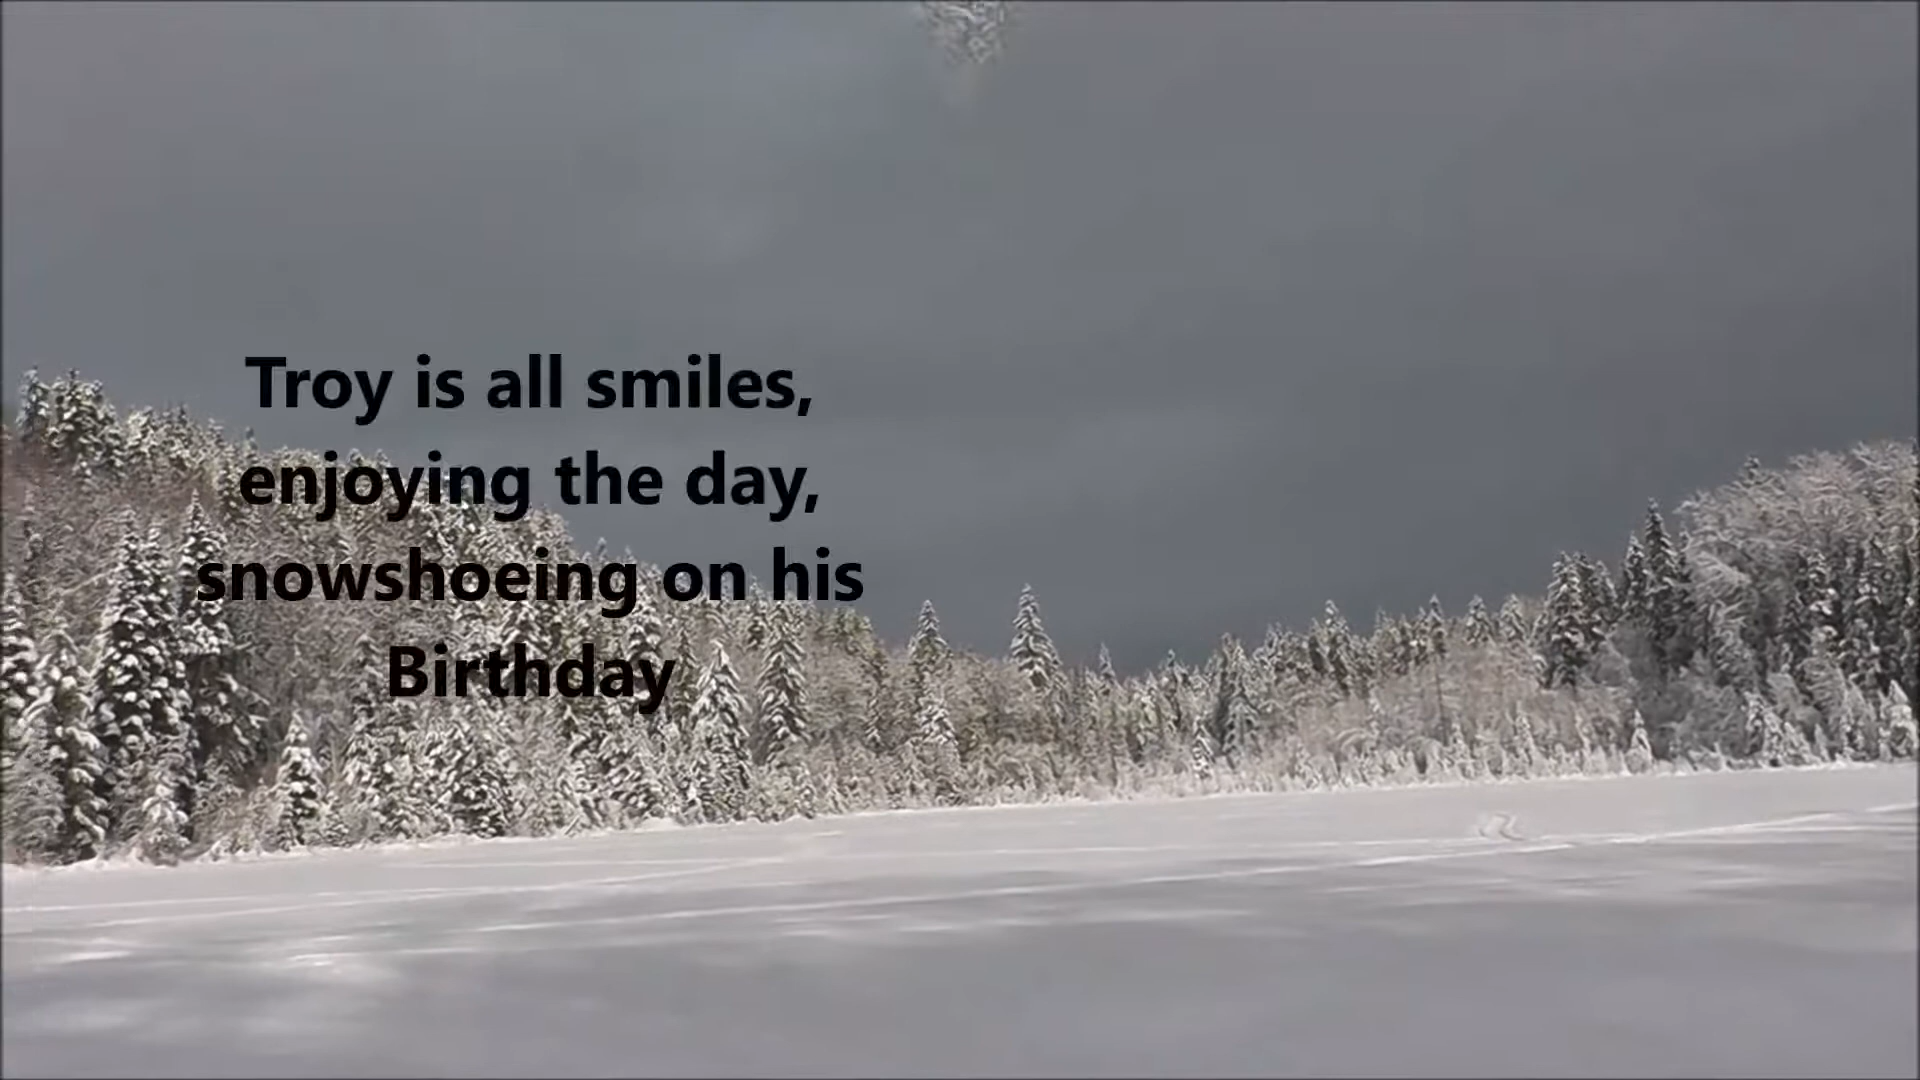 Troy is all smiles,
enjoying the day,
snowshoeing on his
Birthday